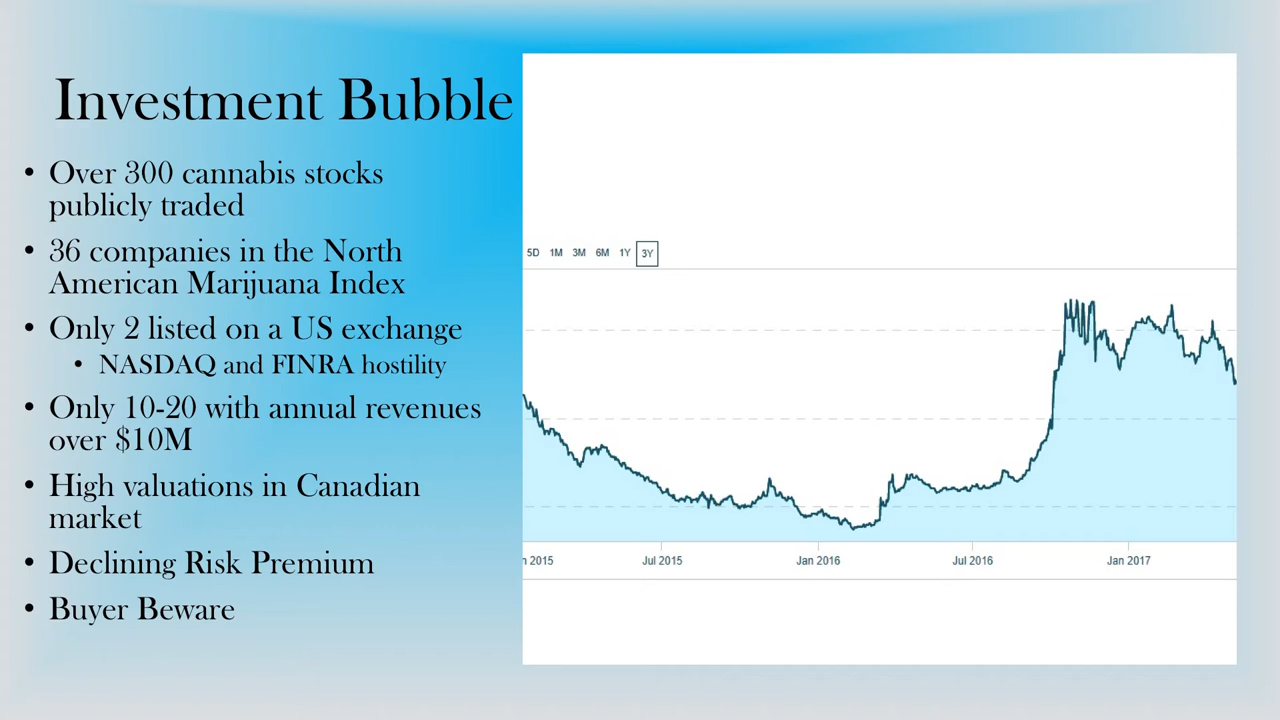 Investment Bubble
• Over 300 cannabis stocks
publicly traded
• 36 companies in the North
American Marijuana Index
• Only 2 listed on a US exchange
• NASDAQ and FINRA hostility
• Only 10-20 with annual revenues
over $10M
• High valuations in Canadian
market
• Declining Risk Premium
• Buyer Beware
5D 1M 3M 6M 1Y 3Y
n 2015 Jul 2015 Jan 2016 Jul 2016 Jan 2017